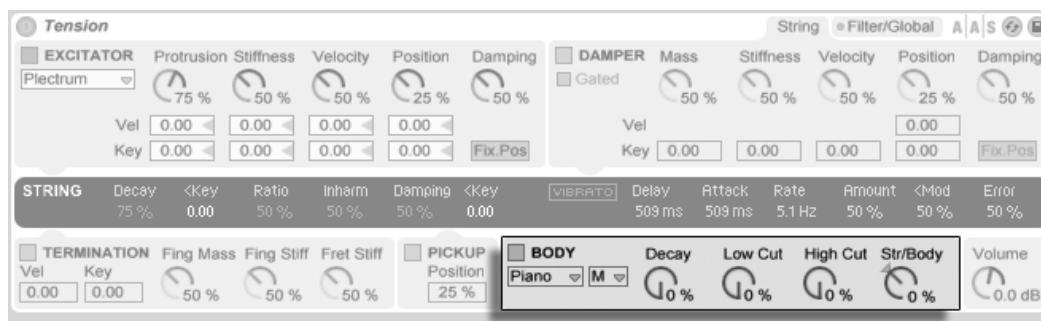 Tension String Filter/Global A A S
EXCITATOR Protrusion Stiffness Velocity Position Damping
Plectrum 75 % 50 % 50 % 25 % 50 %
Vel 0.00 0.00 0.00 0.00
Key 0.00 0.00 0.00 0.00 Fix.Pos
DAMPER Mass Stiffness Velocity Position Damping
Gated 50 % 50 % 50 % 25 % 50 %
Vel 0.00
Key 0.00 0.00 0.00 0.00 Fix.Pos
STRING Decay <Key Ratio Inharm Damping <Key VIBRATO Delay Attack Rate Amount <Mod Error
75 % 0.00 50 % 50 % 50 % 0.00 509 ms 509 ms 5.1 Hz 50 % 50 % 50 %
TERMINATION Fing Mass Fing Stiff Fret Stiff
Vel Key
0.00 0.00 50 % 50 % 50 %
PICKUP
Position
25 %
BODY Decay Low Cut High Cut Str/Body
Piano M 0 % 0 % 0 % 0 %
Volume
0.0 dB